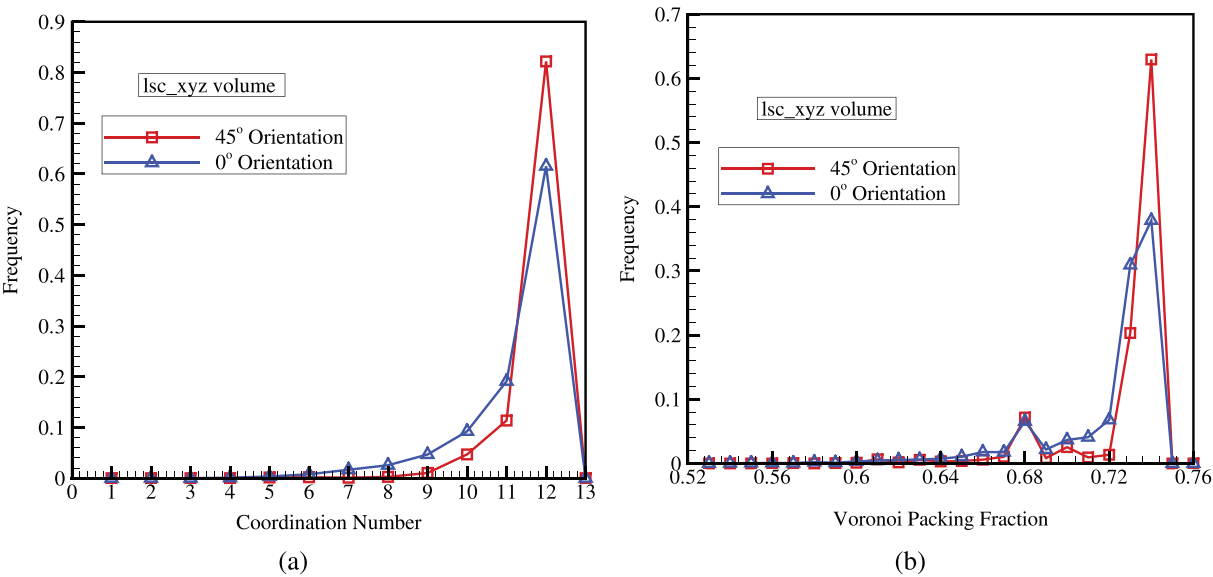 0.9
0.8
0.7
0.6
0.5
0.4
0.3
0.2
0.1
0
Frequency
lsc_xyz volume
45° Orientation
0° Orientation
0 1 2 3 4 5 6 7 8 9 10 11 12 13
Coordination Number
(a)
0.7
0.6
0.5
0.4
0.3
0.2
0.1
0
Frequency
lsc_xyz volume
45° Orientation
0° Orientation
0.52 0.56 0.6 0.64 0.68 0.72 0.76
Voronoi Packing Fraction
(b)